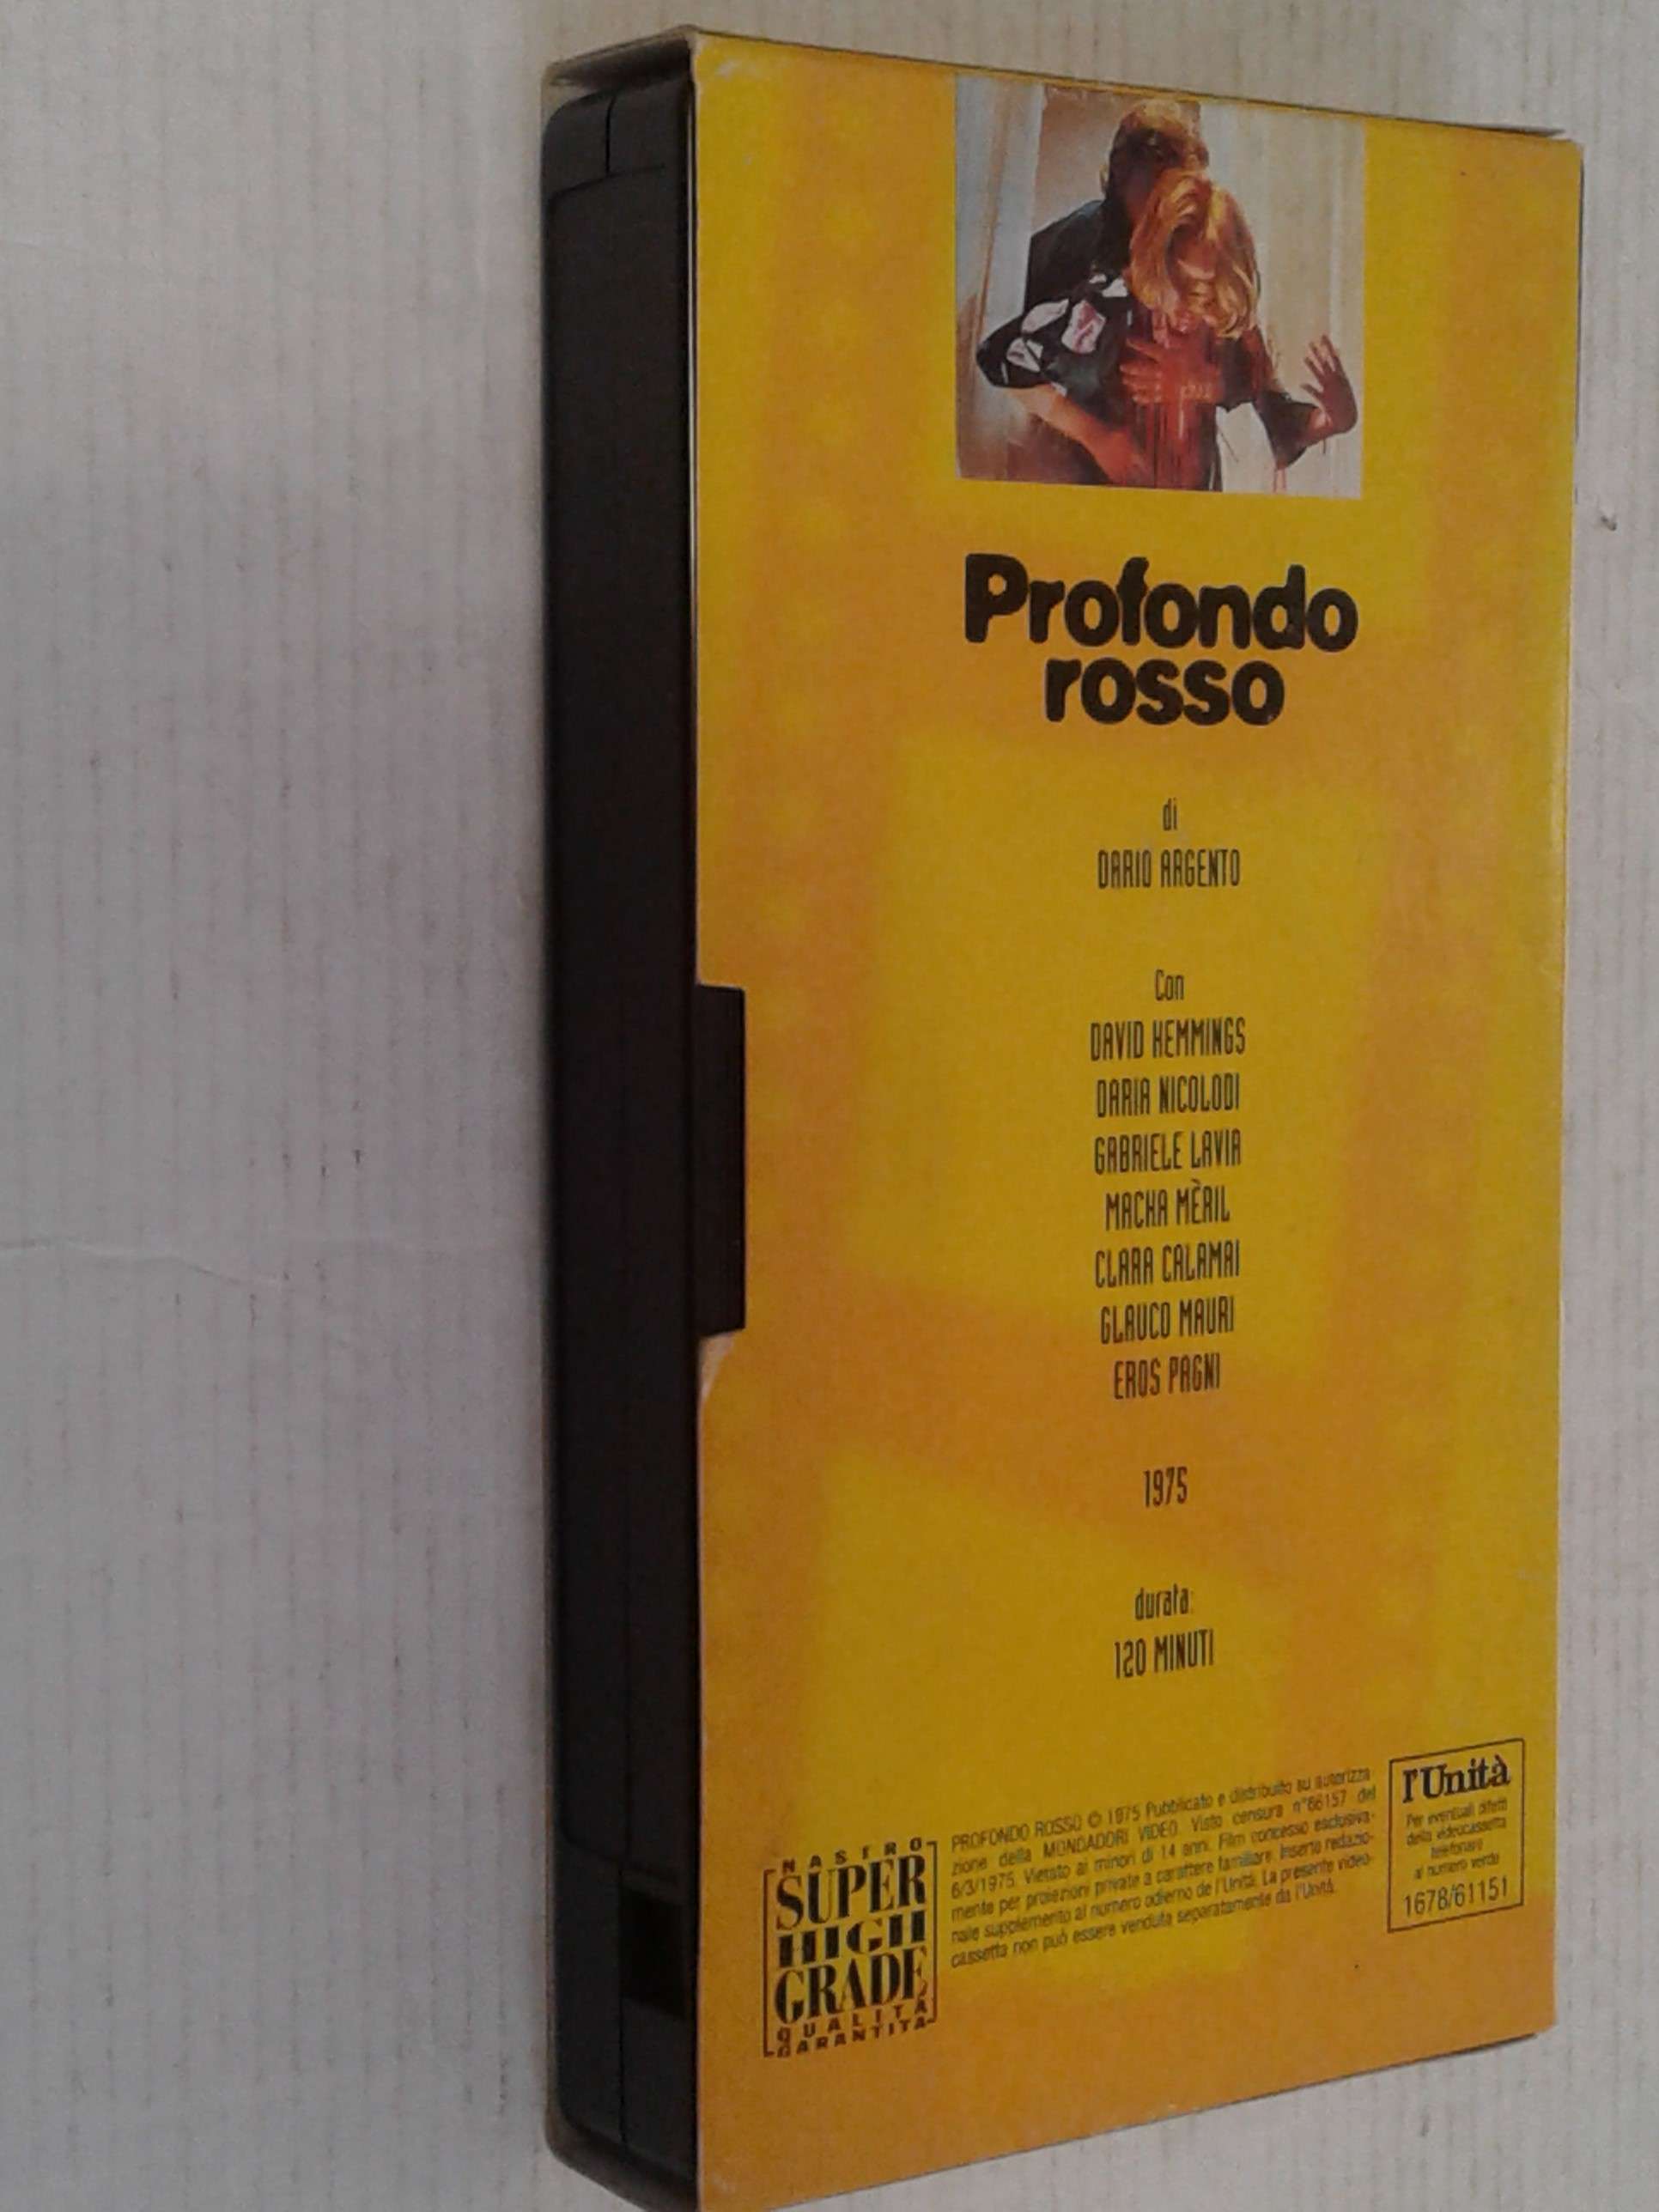 Profondo
rosso
di
DARIO ARGENTO
Con
DAVID HEMMINGS
DARIA NICOLODI
GABRIELE LAVIA
MACHA MÈRIL
CLARA CALAMAI
GLAUCO MAURI
EROS PAGNI
1975
durata:
120 MINUTI
NASTRO
SUPER
HIGH
GRADE
QUALITÀ
GARANTITA
PROFONDO ROSSO © 1975 Pubblicato e distribuito su autorizza-
zione della MONDADORI VIDEO. Visto censura n°66157 del
6/3/1975. Vietato ai minori di 14 anni. Film concesso esclusiva-
mente per proiezioni private a carattere familiare. Inserto redazio-
nale supplemento al numero odierno de l'Unità. La presente video-
cassetta non può essere venduta separatamente da l'Unità.
l'Unità
Per eventuali difetti
della videocassetta
telefonare
al numero verde
1678/61151